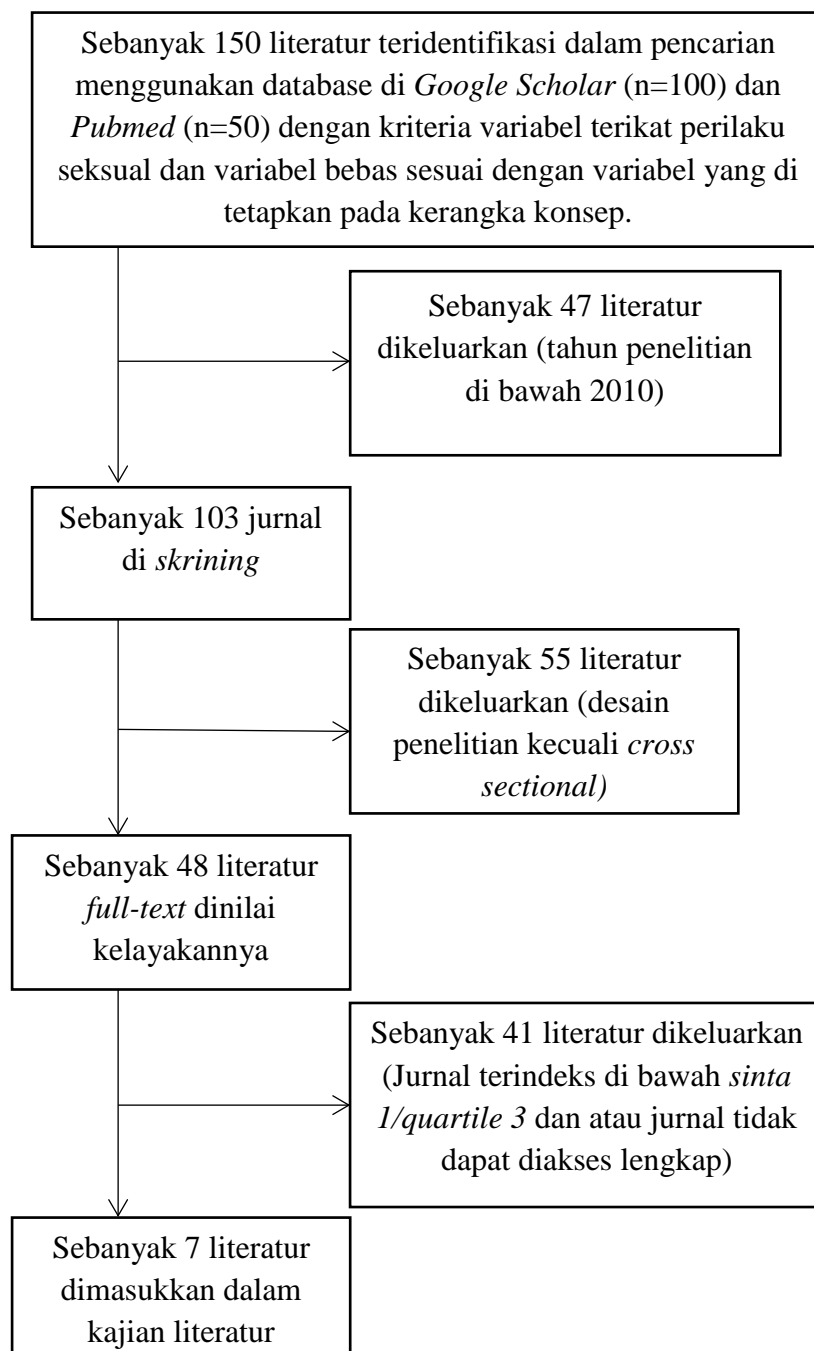 Sebanyak 150 literatur teridentifikasi dalam pencarian
menggunakan database di Google Scholar (n=100) dan
Pubmed (n=50) dengan kriteria variabel terikat perilaku
seksual dan variabel bebas sesuai dengan variabel yang di
tetapkan pada kerangka konsep.
Sebanyak 47 literatur
dikeluarkan (tahun penelitian
di bawah 2010)
Sebanyak 103 jurnal
di skrining
Sebanyak 55 literatur
dikeluarkan (desain
penelitian kecuali cross
sectional)
Sebanyak 48 literatur
full-text dinilai
kelayakannya
Sebanyak 41 literatur dikeluarkan
(Jurnal terindeks di bawah sinta
1/quartile 3 dan atau jurnal tidak
dapat diakses lengkap)
Sebanyak 7 literatur
dimasukkan dalam
kajian literatur